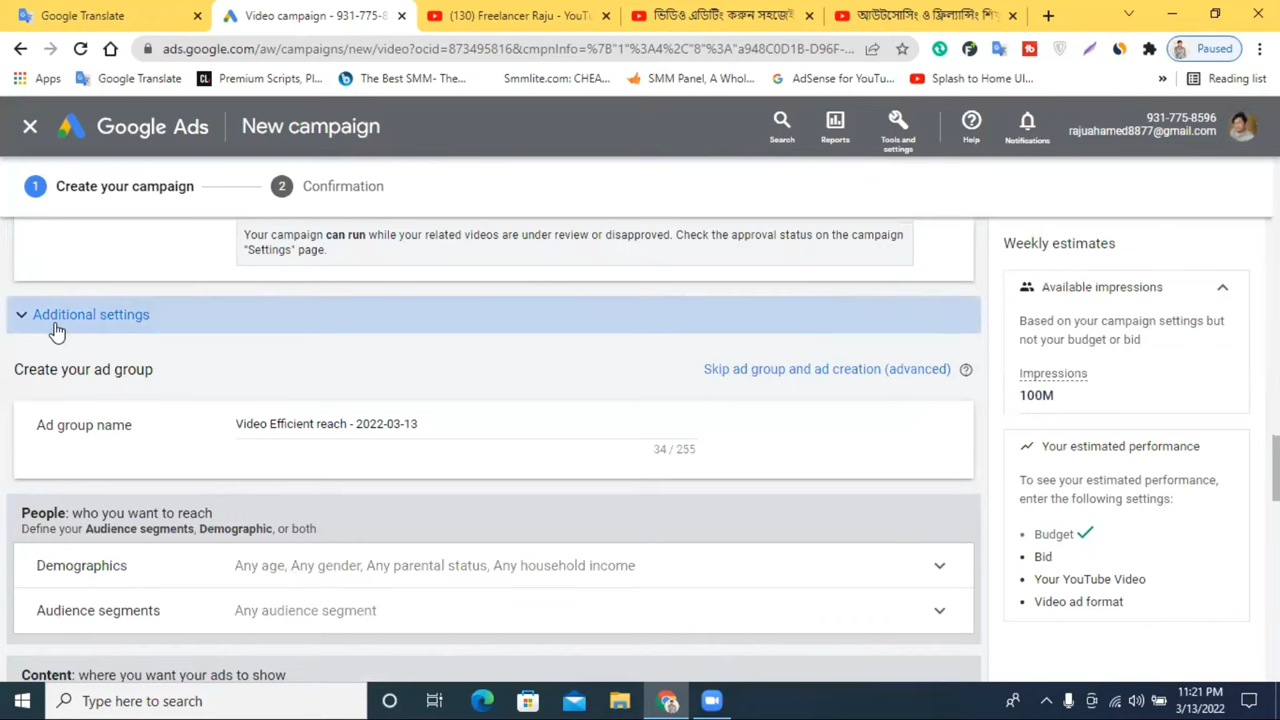 Google Translate
Video campaign - 931-775-8
(130) Freelancer Raju - YouT
ভিডিও এডিটিং করুন সহজে
আউটসোসিং ও ফ্রিল্যান্সিং শি
ads.google.com/aw/campaigns/new/video?ocid=873495816&cmpnInfo=%7B"1"%3A4%2C"8"%3A"a948C0D1B-D96F-...
Paused
Apps
Google Translate
Premium Scripts, Pl...
The Best SMM- The...
Smmlite.com: CHEA...
SMM Panel, A Whol...
AdSense for YouTu...
Splash to Home UI...
»
Reading list
Google Ads
New campaign
Search
Reports
Tools and settings
Help
Notifications
931-775-8596
rajuahamed8877@gmail.com
1 Create your campaign
2 Confirmation
Your campaign can run while your related videos are under review or disapproved. Check the approval status on the campaign
"Settings" page.
Additional settings
Create your ad group
Skip ad group and ad creation (advanced)
Ad group name
Video Efficient reach - 2022-03-13
34 / 255
People: who you want to reach
Define your Audience segments, Demographic, or both
Demographics
Any age, Any gender, Any parental status, Any household income
Audience segments
Any audience segment
Content: where you want your ads to show
Weekly estimates
Available impressions
Based on your campaign settings but
not your budget or bid
Impressions
100M
Your estimated performance
To see your estimated performance,
enter the following settings:
• Budget
• Bid
• Your YouTube Video
• Video ad format
Type here to search
11:21 PM
3/13/2022